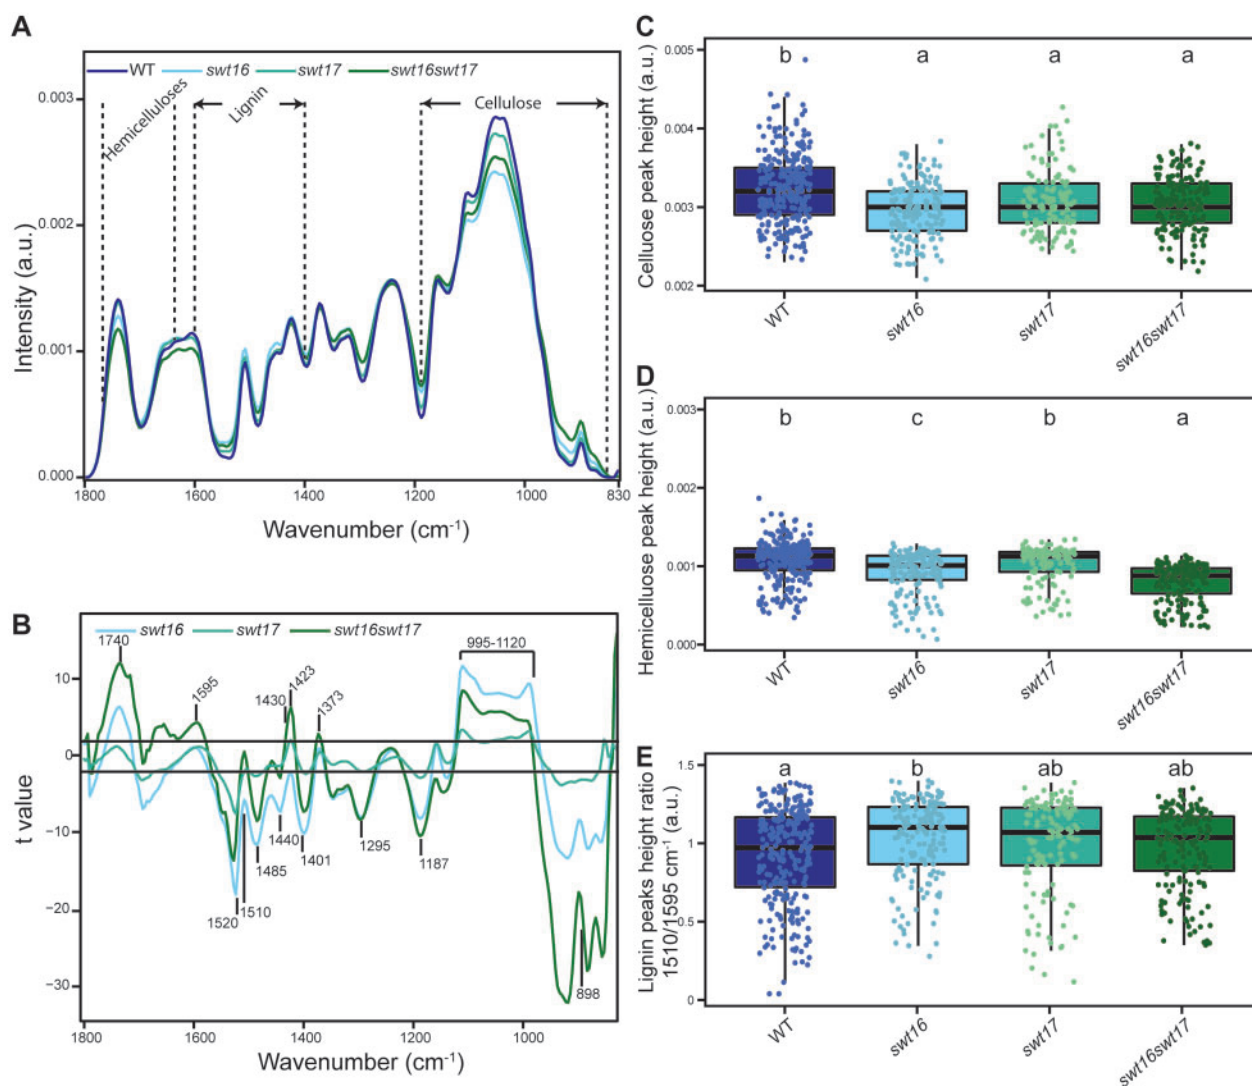 A
WT swt16 swt17 swt16swt17
Hemicelluloses
Lignin
Cellulose
Intensity (a.u.)
0.003
0.002
0.001
0.000
1800 1600 1400 1200 1000 830
Wavenumber (cm-1)
B
swt16 swt17 swt16swt17
1740
1595
1430
1423
1373
995-1120
1520
1510
1485
1440
1401
1295
1187
898
t value
10
0
−10
−20
−30
1800 1600 1400 1200 1000
Wavenumber (cm-1)
C
Celluose peak height (a.u.)
0.005
0.004
0.003
0.002
b a a a
WT swt16 swt17 swt16swt17
D
Hemicellulose peak height (a.u.)
0.003
0.002
0.001
0.000
b c b a
WT swt16 swt17 swt16swt17
E
Lignin peaks height ratio
1510/1595 cm-1 (a.u.)
1.5
1.0
0.5
0
a b ab ab
WT swt16 swt17 swt16swt17